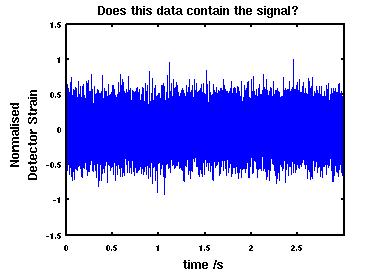 Does this data contain the signal?
1.5
1
0.5
0
-0.5
-1
-1.5
Normalised
Detector Strain
0 0.5 1 1.5 2 2.5
time /s